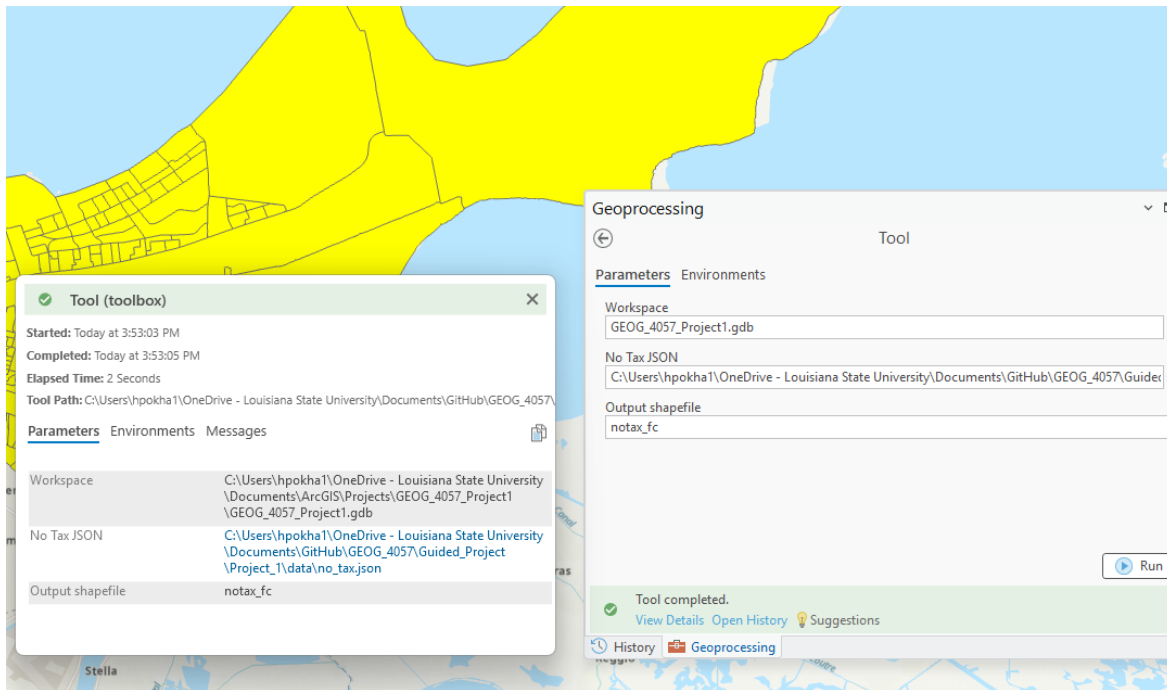 Geoprocessing
Tool
Parameters Environments
Workspace
GEOG_4057_Project1.gdb
No Tax JSON
C:\Users\hpokha1\OneDrive - Louisiana State University\Documents\GitHub\GEOG_4057\Guided
Output shapefile
notax_fc
Run
Tool completed.
View Details Open History Suggestions
History Geoprocessing
Tool (toolbox)
Started: Today at 3:53:03 PM
Completed: Today at 3:53:05 PM
Elapsed Time: 2 Seconds
Tool Path: C:\Users\hpokha1\OneDrive - Louisiana State University\Documents\GitHub\GEOG_4057\
Parameters Environments Messages
Workspace
C:\Users\hpokha1\OneDrive - Louisiana State University
\Documents\ArcGIS\Projects\GEOG_4057_Project1
\GEOG_4057_Project1.gdb
No Tax JSON
C:\Users\hpokha1\OneDrive - Louisiana State University
\Documents\GitHub\GEOG_4057\Guided_Project
\Project_1\data\no_tax.json
Output shapefile
notax_fc
Canal
ras
Stella